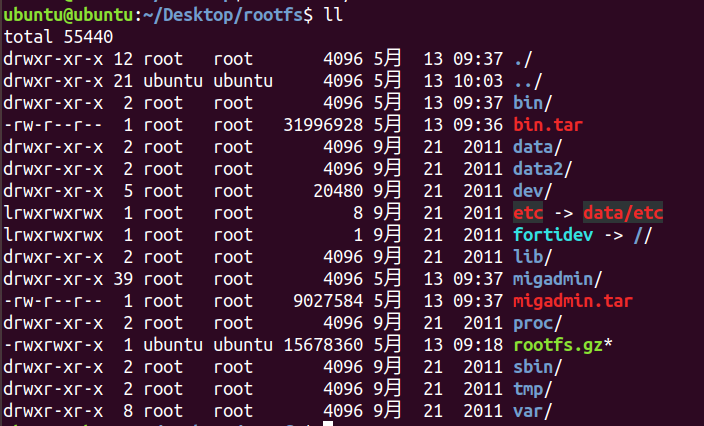 ubuntu@ubuntu:~/Desktop/rootfs$ ll
total 55440
drwxr-xr-x 12 root   root       4096 5月  13 09:37 ./
drwxr-xr-x 21 ubuntu ubuntu     4096 5月  13 10:03 ../
drwxr-xr-x  2 root   root       4096 5月  13 09:37 bin/
-rw-r--r--  1 root   root   31996928 5月  13 09:36 bin.tar
drwxr-xr-x  2 root   root       4096 9月  21  2011 data/
drwxr-xr-x  2 root   root       4096 9月  21  2011 data2/
drwxr-xr-x  5 root   root      20480 9月  21  2011 dev/
lrwxrwxrwx  1 root   root          8 9月  21  2011 etc -> data/etc
lrwxrwxrwx  1 root   root          1 9月  21  2011 fortidev -> //
drwxr-xr-x  2 root   root       4096 9月  21  2011 lib/
drwxr-xr-x 39 root   root       4096 5月  13 09:37 migadmin/
-rw-r--r--  1 root   root    9027584 5月  13 09:37 migadmin.tar
drwxr-xr-x  2 root   root       4096 9月  21  2011 proc/
-rwxrwxr-x  1 ubuntu ubuntu 15678360 5月  13 09:18 rootfs.gz*
drwxr-xr-x  2 root   root       4096 9月  21  2011 sbin/
drwxr-xr-x  2 root   root       4096 9月  21  2011 tmp/
drwxr-xr-x  8 root   root       4096 9月  21  2011 var/